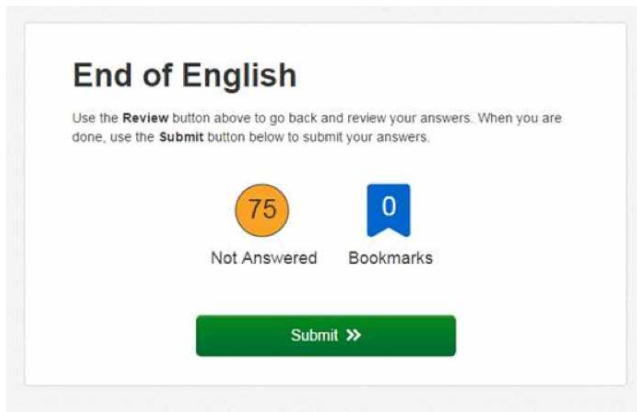 End of English
Use the Review button above to go back and review your answers. When you are
done, use the Submit button below to submit your answers.
75
0
Not Answered
Bookmarks
Submit »